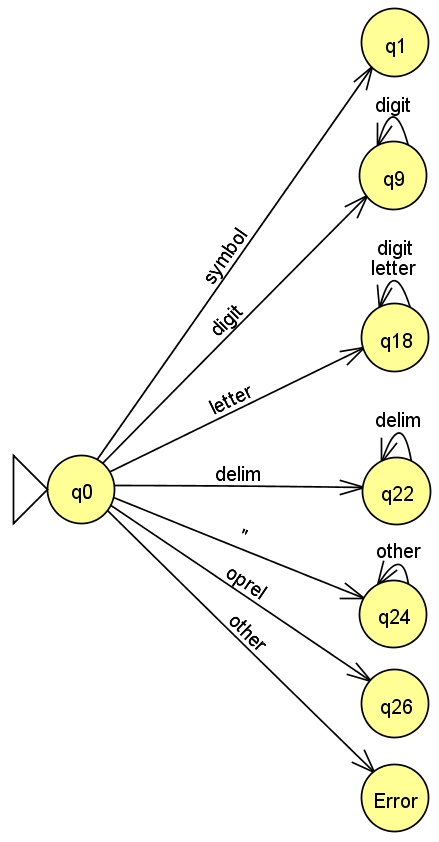 q1
digit
q9
symbol
digit
letter
q18
digit
letter
delim
q22
delim
q0
"
other
q24
oprel
other
q26
Error